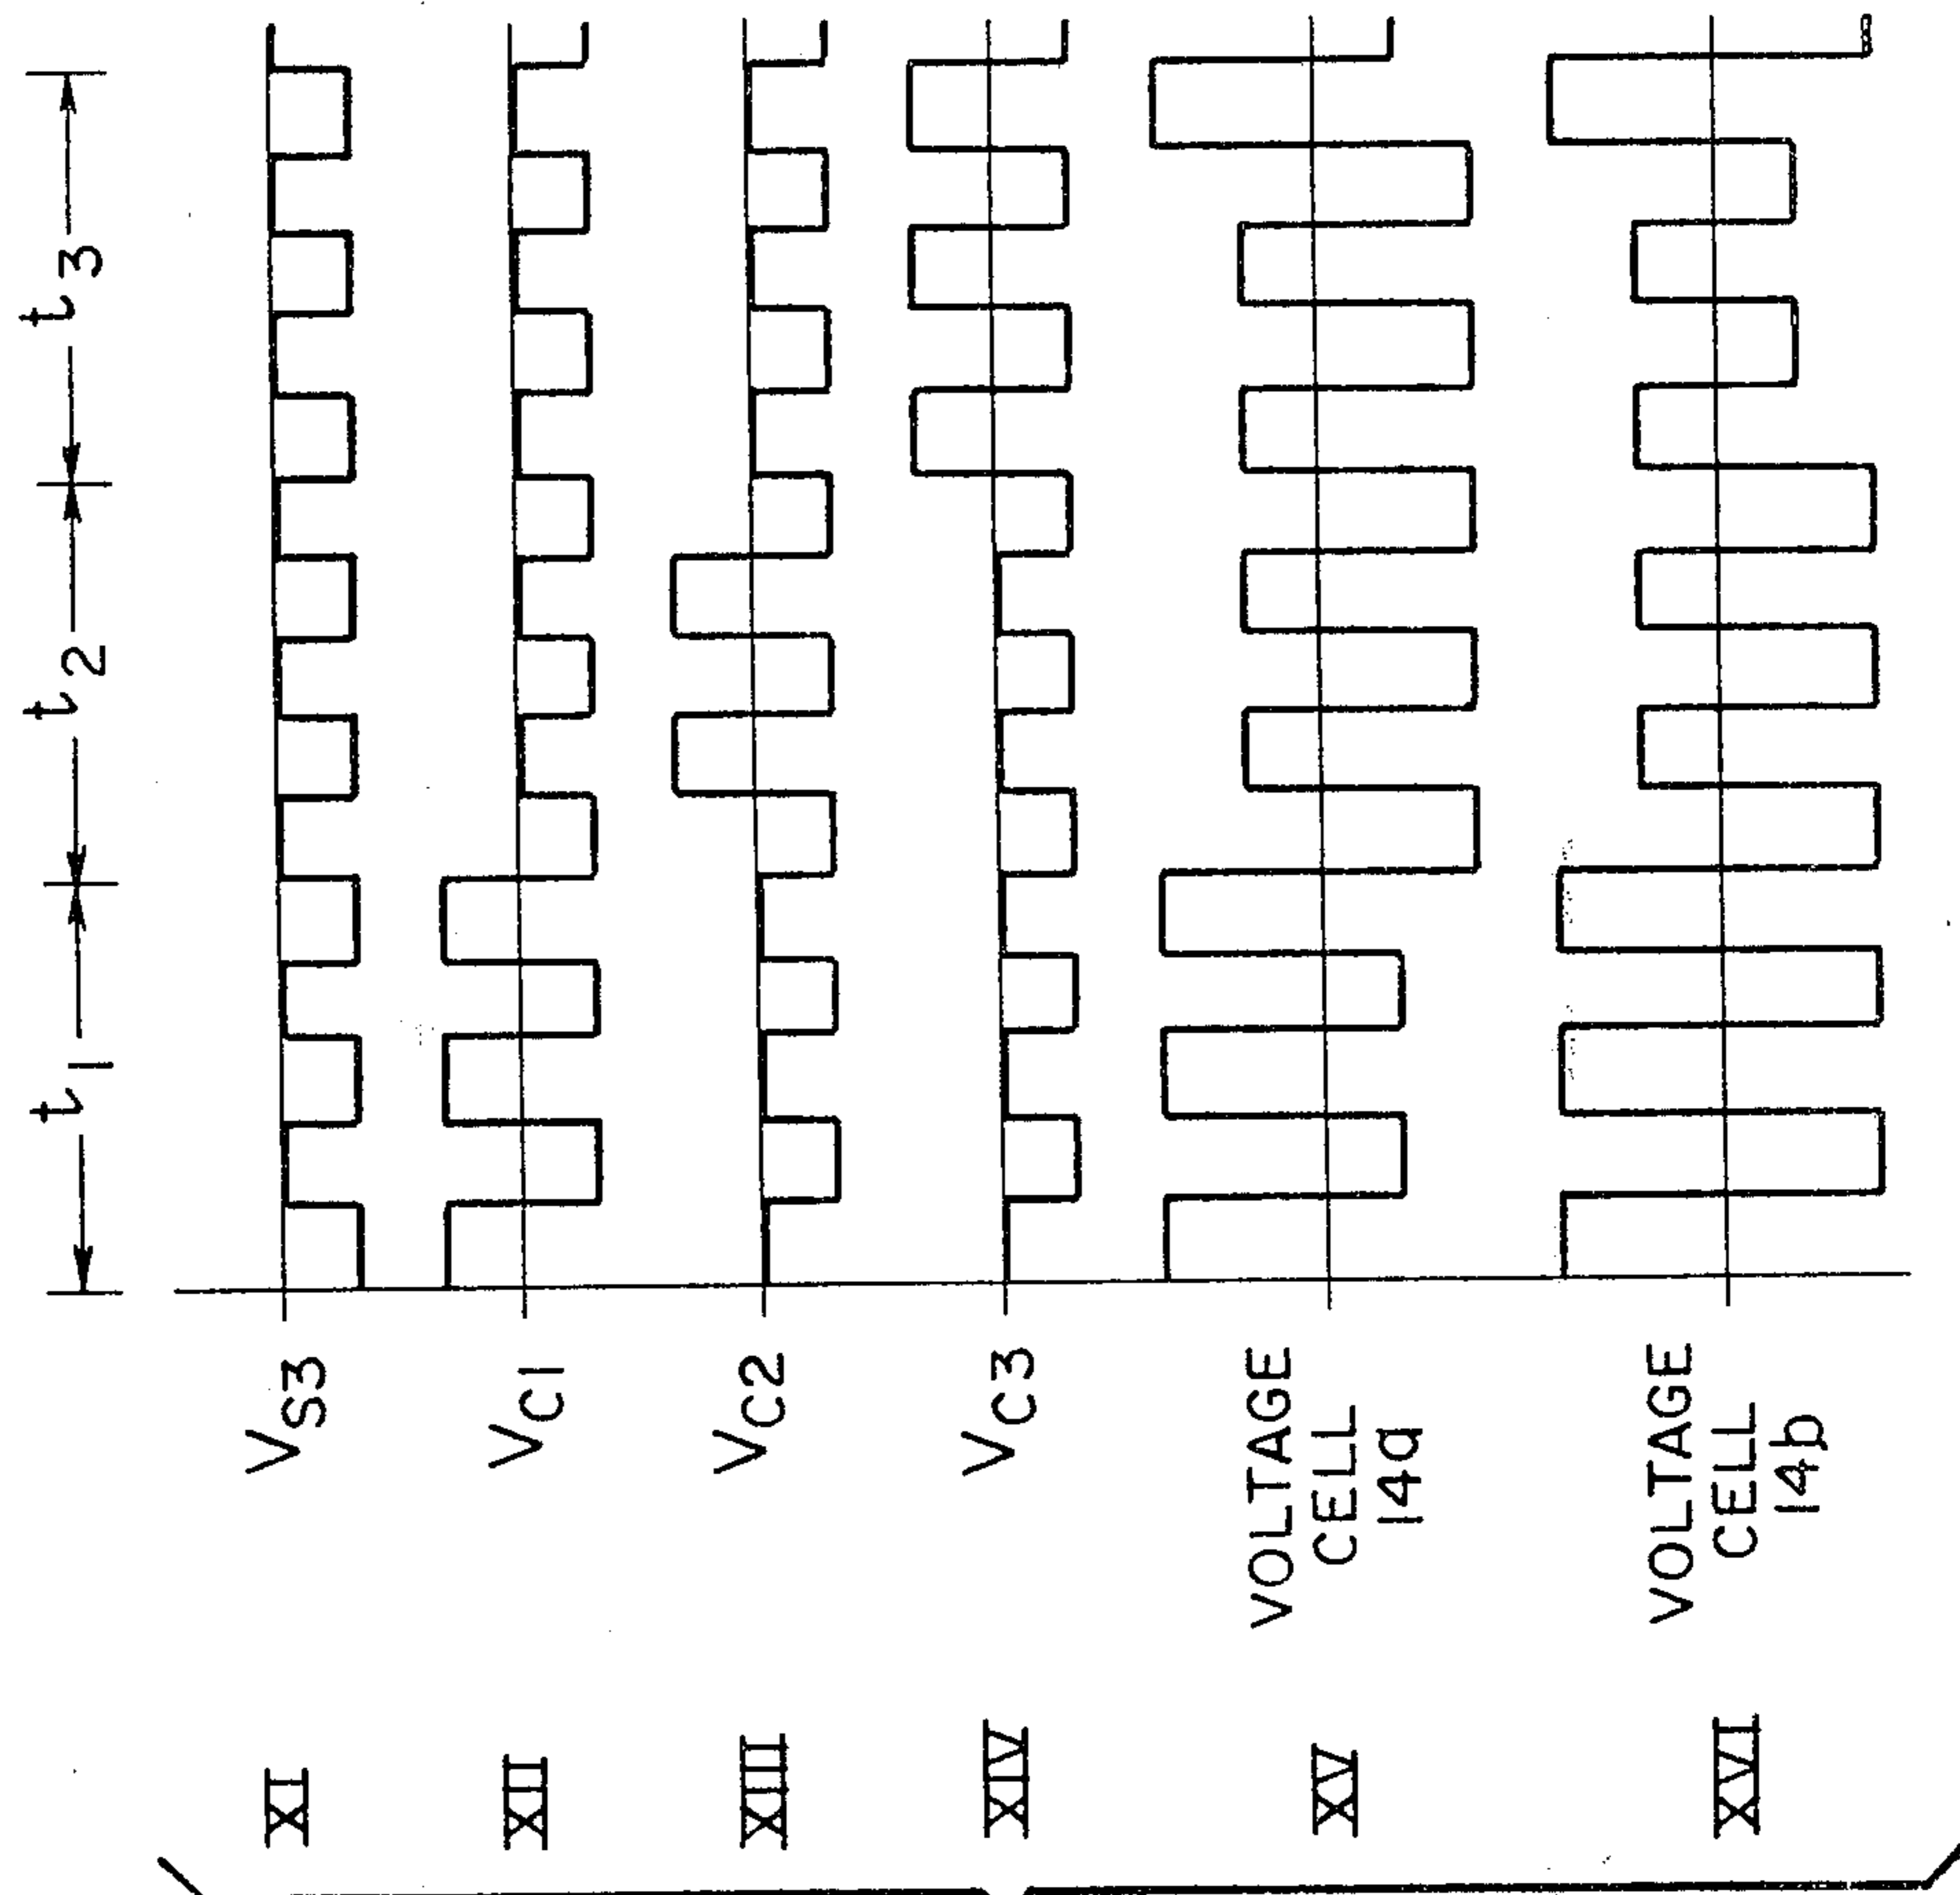 t1
t2
t3
XI
VS3
XII
VC1
XIII
VC2
XIV
VC3
XV
VOLTAGE
CELL
14a
XVI
VOLTAGE
CELL
14b